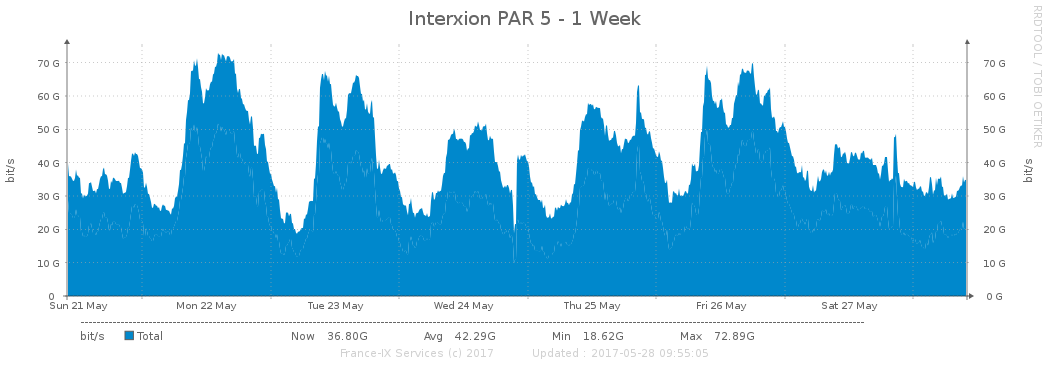 Interxion PAR 5 - 1 Week
RRDTOOL / TOBI OETIKER
bit/s
bit/s
70 G 70 G
60 G 60 G
50 G 50 G
40 G 40 G
30 G 30 G
20 G 20 G
10 G 10 G
0 0 G
Sun 21 May Mon 22 May Tue 23 May Wed 24 May Thu 25 May Fri 26 May Sat 27 May
bit/s Total Now 36.80G Avg 42.29G Min 18.62G Max 72.89G
France-IX Services (c) 2017 Updated : 2017-05-28 09:55:05